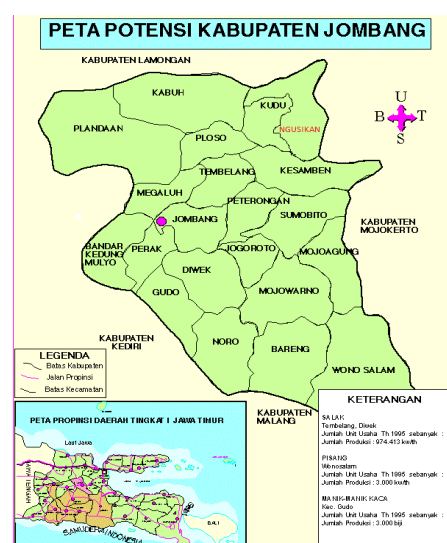 PETA POTENSI KABUPATEN JOMBANG
KABUPATEN LAMONGAN
KABUH
KUDU
U
B T
S
PLANDAAN
PLOSO
NGUSIKAN
TEMBELANG
KESAMBEN
MEGALUH
PETERONGAN
JOMBANG
SUMOBITO
KABUPATEN
MOJOKERTO
BANDAR
KEDUNG
MULYO
PERAK
JOGOROTO
MOJOAGUNG
DIWEK
GUDO
MOJOWARNO
KABUPATEN
KEDIRI
NORO
BARENG
WONO SALAM
LEGENDA
Batas Kabupaten
Jalan Propinsi
Batas Kecamatan
KABUPATEN
MALANG
PETA PROPINSI DAERAH TINGKAT I JAWA TIMUR
Laut Jawa
SAMUDERA INDONESIA
BALI
KETERANGAN
SALAK
Tembelang, Diwek
Jumlah Unit Usaha Th 1995 sebanyak :
Jumlah Produksi : 974.413 kw/th
PISANG
Wonosalam
Jumlah Unit Usaha Th 1995 sebanyak :
Jumlah Produksi : 3.000 kw/th
MANIK-MANIK KACA
Kec. Gudo
Jumlah Unit Usaha Th 1995 sebanyak :
Jumlah Produksi : 3.000 biji